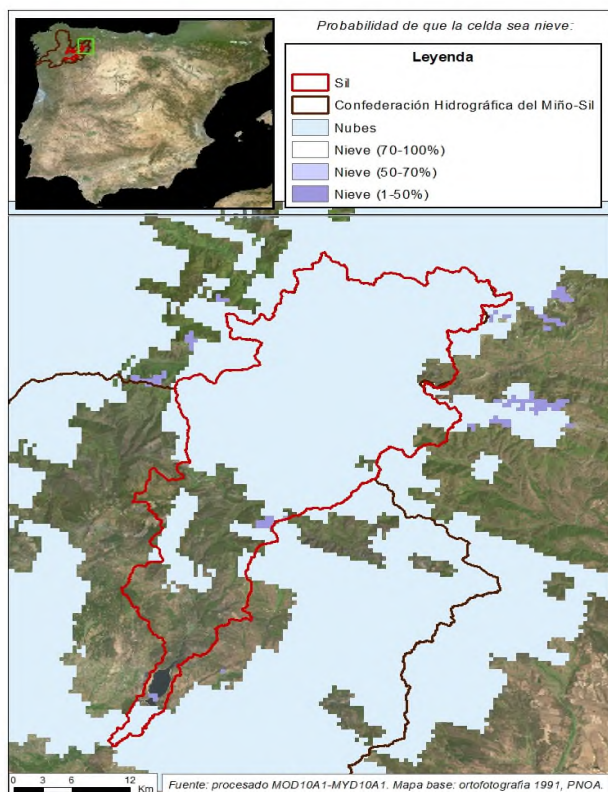 Probabilidad de que la celda sea nieve:
Leyenda
Sil
Confederación Hidrográfica del Miño-Sil
Nubes
Nieve (70-100%)
Nieve (50-70%)
Nieve (1-50%)
0 3 6 12
Km
Fuente: procesado MOD10A1-MYD10A1. Mapa base: ortofotografia 1991, PNOA.